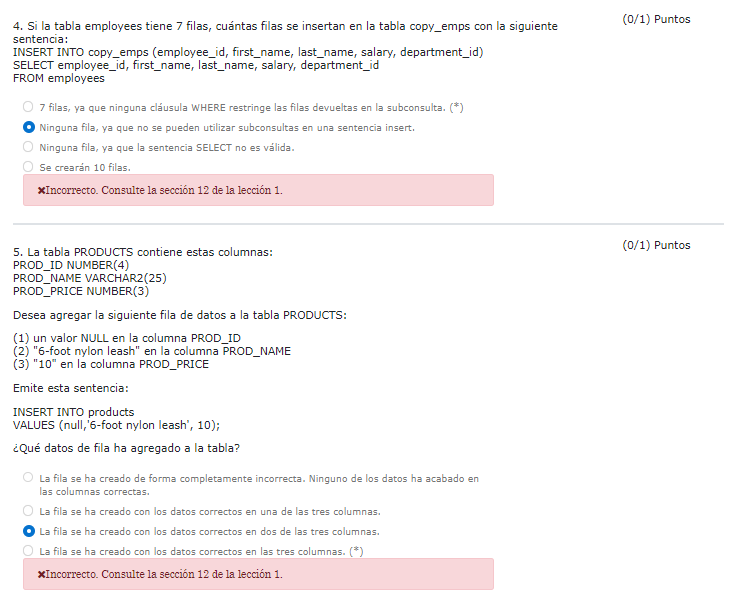 (0/1) Puntos
4. Si la tabla employees tiene 7 filas, cuántas filas se insertan en la tabla copy_emps con la siguiente
sentencia:
INSERT INTO copy_emps (employee_id, first_name, last_name, salary, department_id)
SELECT employee_id, first_name, last_name, salary, department_id
FROM employees
7 filas, ya que ninguna cláusula WHERE restringe las filas devueltas en la subconsulta. (*)
Ninguna fila, ya que no se pueden utilizar subconsultas en una sentencia insert.
Ninguna fila, ya que la sentencia SELECT no es válida.
Se crearán 10 filas.
✖Incorrecto. Consulte la sección 12 de la lección 1.
(0/1) Puntos
5. La tabla PRODUCTS contiene estas columnas:
PROD_ID NUMBER(4)
PROD_NAME VARCHAR2(25)
PROD_PRICE NUMBER(3)
Desea agregar la siguiente fila de datos a la tabla PRODUCTS:
(1) un valor NULL en la columna PROD_ID
(2) "6-foot nylon leash" en la columna PROD_NAME
(3) "10" en la columna PROD_PRICE
Emite esta sentencia:
INSERT INTO products
VALUES (null,'6-foot nylon leash', 10);
¿Qué datos de fila ha agregado a la tabla?
La fila se ha creado de forma completamente incorrecta. Ninguno de los datos ha acabado en
las columnas correctas.
La fila se ha creado con los datos correctos en una de las tres columnas.
La fila se ha creado con los datos correctos en dos de las tres columnas.
La fila se ha creado con los datos correctos en las tres columnas. (*)
✖Incorrecto. Consulte la sección 12 de la lección 1.